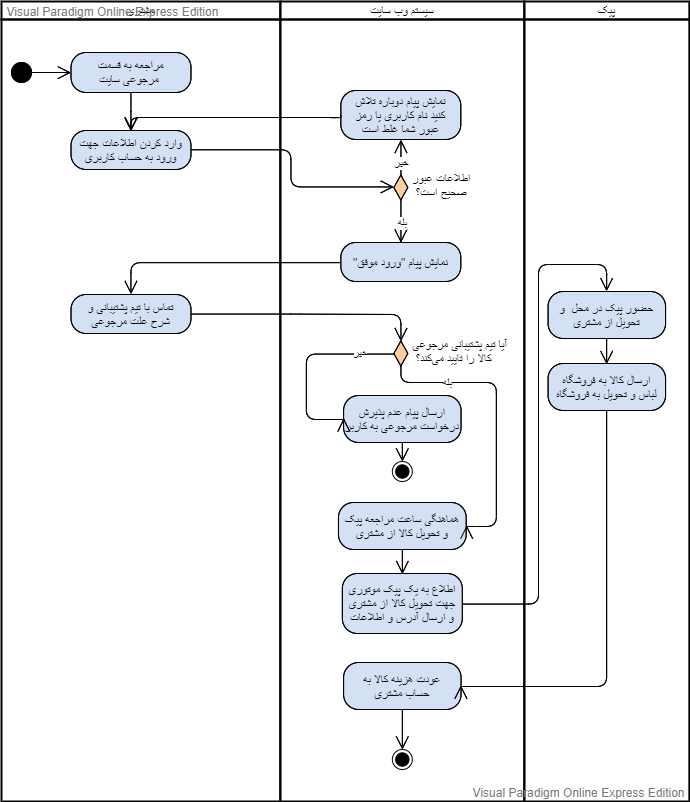 Visual Paradigm Online Express Edition
مشتری
سیستم وب سایت
پیک
مراجعه به قسمت
مرجوعی سایت
وارد کردن اطلاعات جهت
ورود به حساب کاربری
نمایش پیام دوباره تلاش
کنید نام کاربری یا رمز
عبور شما غلط است
خیر
اطلاعات عبور
صحیح است؟
بله
نمایش پیام "ورود موفق"
تماس با تیم پشتیبانی و
شرح علت مرجوعی
آیا تیم پشتیبانی مرجوعی
کالا را تایید می‌کند؟
خیر
بله
ارسال پیام عدم پذیرش
درخواست مرجوعی به کاربر
هماهنگی ساعت مراجعه پیک
و تحویل کالا از مشتری
اطلاع به یک پیک موتوری
جهت تحویل کالا از مشتری
و ارسال آدرس و اطلاعات
حضور پیک در محل و
تحویل از مشتری
ارسال کالا به فروشگاه
لباس و تحویل به فروشگاه
عودت هزینه کالا به
حساب مشتری
Visual Paradigm Online Express Edition